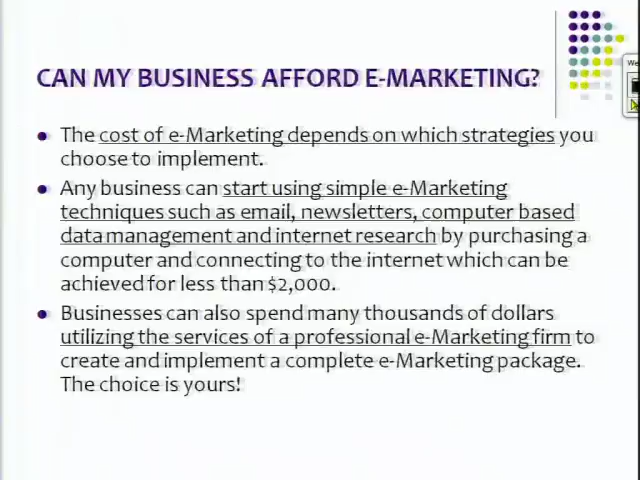 CAN MY BUSINESS AFFORD E-MARKETING?
We
The cost of e-Marketing depends on which strategies you
choose to implement.
Any business can start using simple e-Marketing
techniques such as email, newsletters, computer based
data management and internet research by purchasing a
computer and connecting to the internet which can be
achieved for less than $2,000.
Businesses can also spend many thousands of dollars
utilizing the services of a professional e-Marketing firm to
create and implement a complete e-Marketing package.
The choice is yours!